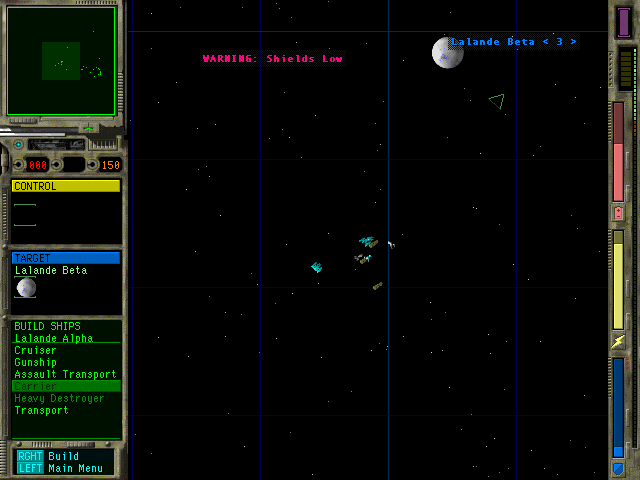 WARNING: Shields Low
Lalande Beta < 3 >
000 150
CONTROL
TARGET
Lalande Beta
BUILD SHIPS
Lalande Alpha
Cruiser
Gunship
Assault Transport
Carrier
Heavy Destroyer
Transport
RGHT Build
LEFT Main Menu